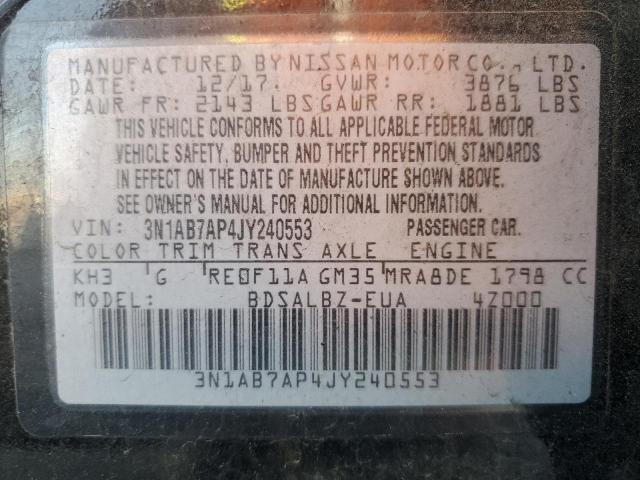 MANUFACTURED BY NISSAN MOTOR CO., LTD.
DATE: 12/17. GVWR: 3876 LBS
GAWR FR: 2143 LBS GAWR RR: 1881 LBS
THIS VEHICLE CONFORMS TO ALL APPLICABLE FEDERAL MOTOR
VEHICLE SAFETY, BUMPER AND THEFT PREVENTION STANDARDS
IN EFFECT ON THE DATE OF MANUFACTURE SHOWN ABOVE.
SEE OWNER'S MANUAL FOR ADDITIONAL INFORMATION.
VIN: 3N1AB7AP4JY240553 PASSENGER CAR.
COLOR TRIM TRANS AXLE ENGINE
KH3 G RE0F11A GM35 MRA8DE 1798 CC
MODEL: BDSALBZ-EUA 4Z000
3N1AB7AP4JY240553